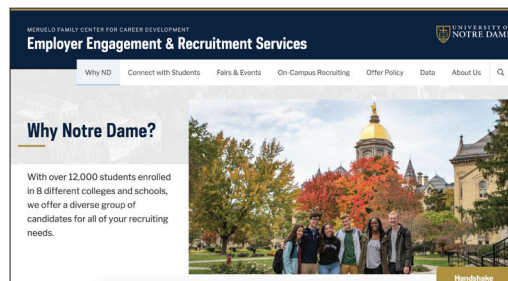 MERUELO FAMILY CENTER FOR CAREER DEVELOPMENT
Employer Engagement & Recruitment Services
UNIVERSITY OF
NOTRE DAME
Why ND Connect with Students Fairs & Events On-Campus Recruiting Offer Policy Data About Us
Why Notre Dame?
With over 12,000 students enrolled
in 8 different colleges and schools,
we offer a diverse group of
candidates for all of your recruiting
needs.
Handshake